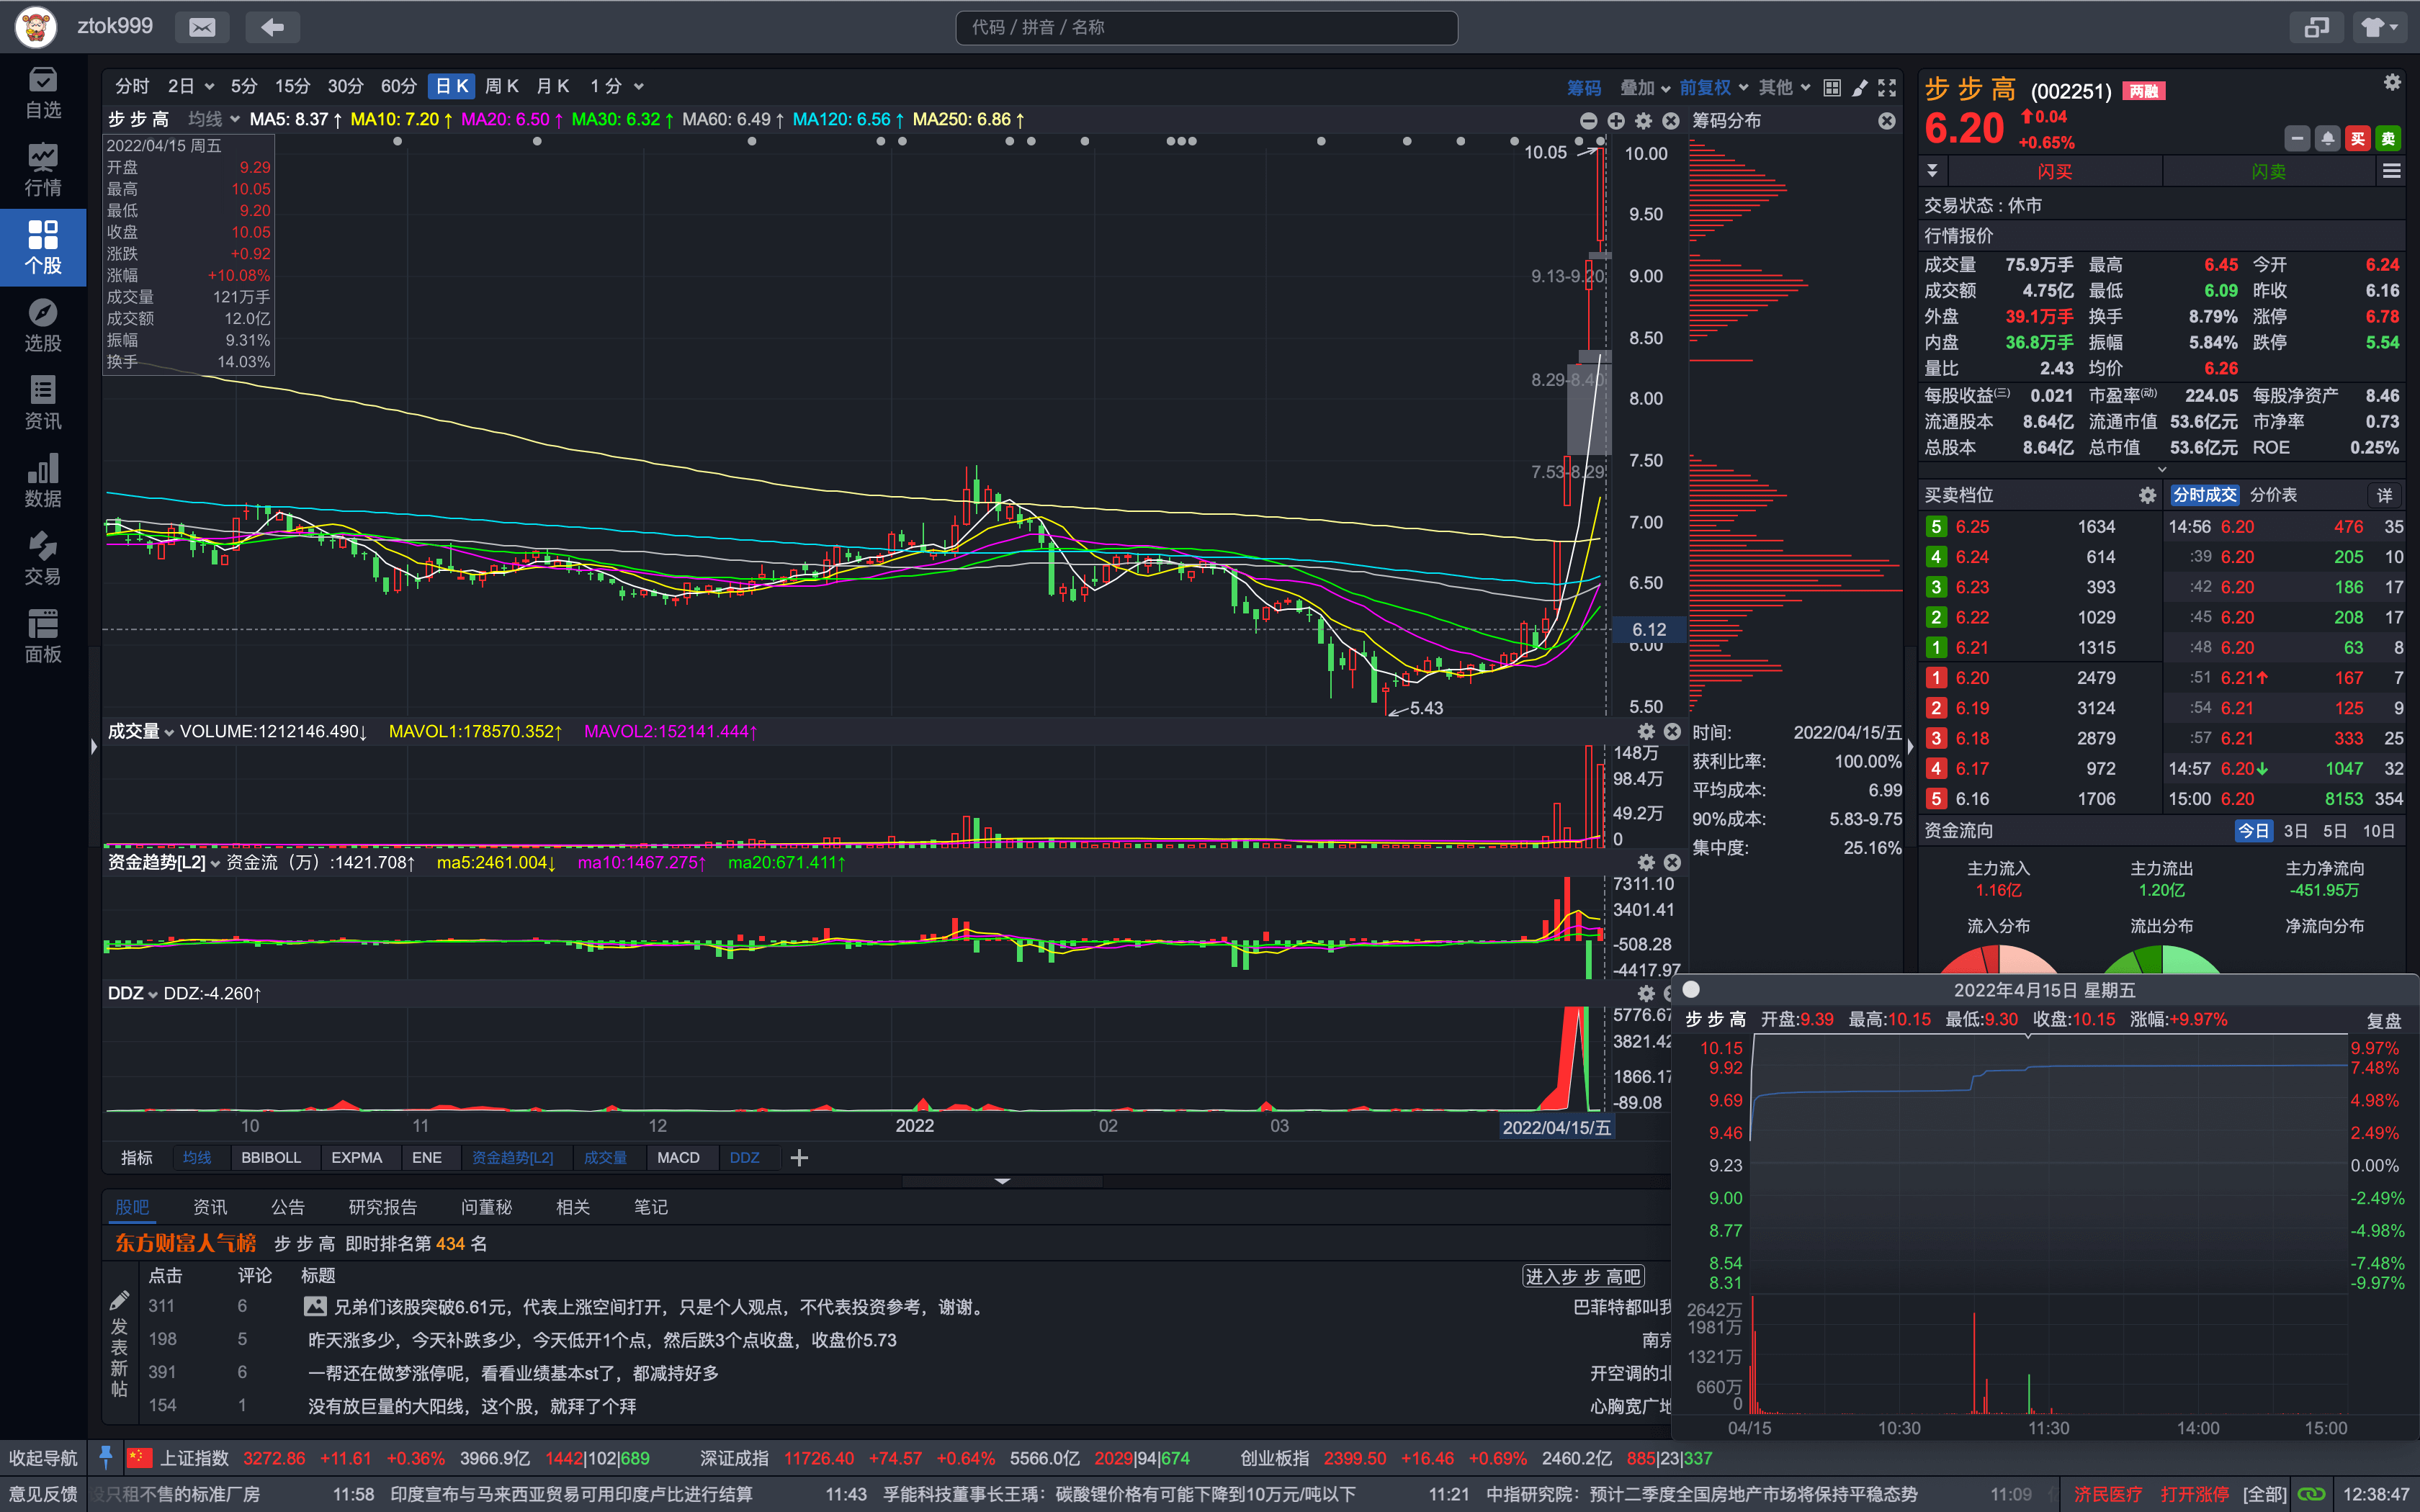 ztok999
代码 / 拼音 / 名称
自选
行情
个股
选股
资讯
数据
交易
面板
分时 2日 5分 15分 30分 60分 日K 周K 月K 1分 筹码 叠加 前复权 其他
步步高 均线 MA5: 8.37↑ MA10: 7.20↑ MA20: 6.50↑ MA30: 6.32↑ MA60: 6.49↑ MA120: 6.56↑ MA250: 6.86↑
2022/04/15 周五
开盘 9.29
最高 10.05
最低 9.20
收盘 10.05
涨跌 +0.92
涨幅 +10.08%
成交量 121万手
成交额 12.0亿
振幅 9.31%
换手 14.03%
10.05
9.13-9.20
8.29-8.40
7.53-8.29
5.43
10.00
9.50
9.00
8.50
8.00
7.50
7.00
6.50
6.12
6.00
5.50
筹码分布
时间: 2022/04/15/五
获利比率: 100.00%
平均成本: 6.99
90%成本: 5.83-9.75
集中度: 25.16%
成交量 VOLUME:1212146.490↓ MAVOL1:178570.352↑ MAVOL2:152141.444↑
148万
98.4万
49.2万
0
资金趋势[L2] 资金流（万）:1421.708↑ ma5:2461.004↓ ma10:1467.275↑ ma20:671.411↑
7311.10
3401.41
-508.28
-4417.97
DDZ DDZ:-4.260↑
5776.67
3821.42
1866.17
-89.08
10 11 12 2022 02 03 2022/04/15/五
指标 均线 BBIBOLL EXPMA ENE 资金趋势[L2] 成交量 MACD DDZ
股吧 资讯 公告 研究报告 问董秘 相关 笔记
东方财富人气榜 步步高 即时排名第 434 名
点击 评论 标题 进入步步高吧
发表新帖
311 6 兄弟们该股突破6.61元，代表上涨空间打开，只是个人观点，不代表投资参考，谢谢。 巴菲特都叫我
198 5 昨天涨多少，今天补跌多少，今天低开1个点，然后跌3个点收盘，收盘价5.73 南京
391 6 一帮还在做梦涨停呢，看看业绩基本st了，都减持好多 开空调的北
154 1 没有放巨量的大阳线，这个股，就拜了个拜 心胸宽广地
步步高 (002251) 两融
6.20 0.04
+0.65%
买 卖
闪买 闪卖
交易状态 : 休市
行情报价
成交量 75.9万手 最高 6.45 今开 6.24
成交额 4.75亿 最低 6.09 昨收 6.16
外盘 39.1万手 换手 8.79% 涨停 6.78
内盘 36.8万手 振幅 5.84% 跌停 5.54
量比 2.43 均价 6.26
每股收益(三) 0.021 市盈率(动) 224.05 每股净资产 8.46
流通股本 8.64亿 流通市值 53.6亿元 市净率 0.73
总股本 8.64亿 总市值 53.6亿元 ROE 0.25%
买卖档位 分时成交 分价表 详
5 6.25 1634 14:56 6.20 476 35
4 6.24 614 :39 6.20 205 10
3 6.23 393 :42 6.20 186 17
2 6.22 1029 :45 6.20 208 17
1 6.21 1315 :48 6.20 63 8
1 6.20 2479 :51 6.21 167 7
2 6.19 3124 :54 6.21 125 9
3 6.18 2879 :57 6.21 333 25
4 6.17 972 14:57 6.20 1047 32
5 6.16 1706 15:00 6.20 8153 354
资金流向 今日 3日 5日 10日
主力流入 主力流出 主力净流向
1.16亿 1.20亿 -451.95万
流入分布 流出分布 净流向分布
2022年4月15日 星期五
步步高 开盘:9.39 最高:10.15 最低:9.30 收盘:10.15 涨幅:+9.97% 复盘
10.15 9.97%
9.92 7.48%
9.69 4.98%
9.46 2.49%
9.23 0.00%
9.00 -2.49%
8.77 -4.98%
8.54 -7.48%
8.31 -9.97%
2642万
1981万
1321万
660万
0
04/15 10:30 11:30 14:00 15:00
收起导航 上证指数 3272.86 +11.61 +0.36% 3966.9亿 1442|102|689 深证成指 11726.40 +74.57 +0.64% 5566.0亿 2029|94|674 创业板指 2399.50 +16.46 +0.69% 2460.2亿 885|23|337
意见反馈 只租不售的标准厂房 11:58 印度宣布与马来西亚贸易可用印度卢比进行结算 11:43 孚能科技董事长王瑀：碳酸锂价格有可能下降到10万元/吨以下 11:21 中指研究院：预计二季度全国房地产市场将保持平稳态势 11:09 济民医疗 打开涨停 [全部] 12:38:47